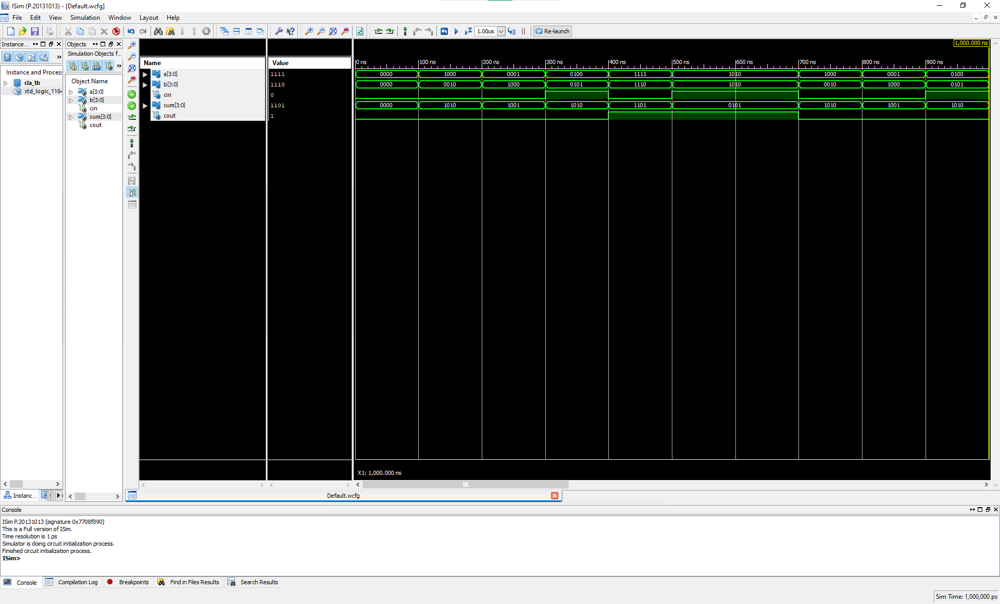 ISim (P.20131013) - [Default.wcfg]
File Edit View Simulation Window Layout Help
1.00us Re-launch
Instance... Objects
Simulation Objects f...
1,000.000 ns
Instance and Process
Object Name
cla_tb
std_logic_1164
a[3:0]
b[3:0]
cin
sum[3:0]
cout
Name Value
0 ns 100 ns 200 ns 300 ns 400 ns 500 ns 600 ns 700 ns 800 ns 900 ns
a[3:0] 1111 0000 1000 0001 0100 1111 1010 1000 0001 0100
b[3:0] 1110 0000 0010 1000 0101 1110 1010 0010 1000 0101
cin 0
sum[3:0] 1101 0000 1010 1001 1010 1101 0101 1010 1001 1010
cout 1
X1: 1,000.000 ns
Instanc...
Default.wcfg
Console
ISim P.20131013 (signature 0x7708f090)
This is a Full version of ISim.
Time resolution is 1 ps
Simulator is doing circuit initialization process.
Finished circuit initialization process.
ISim>
Console Compilation Log Breakpoints Find in Files Results Search Results
Sim Time: 1,000,000 ps